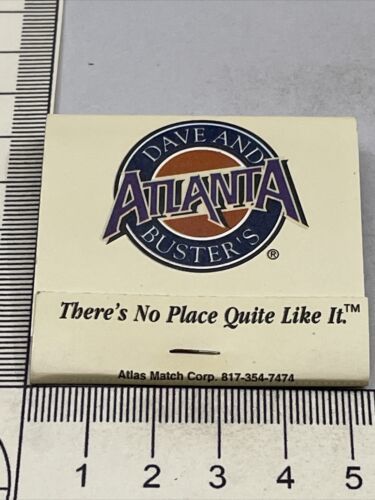 DAVE AND
ATLANTA
BUSTER'S®
There's No Place Quite Like It.™
Atlas Match Corp. 817-354-7474
1 2 3 4 5